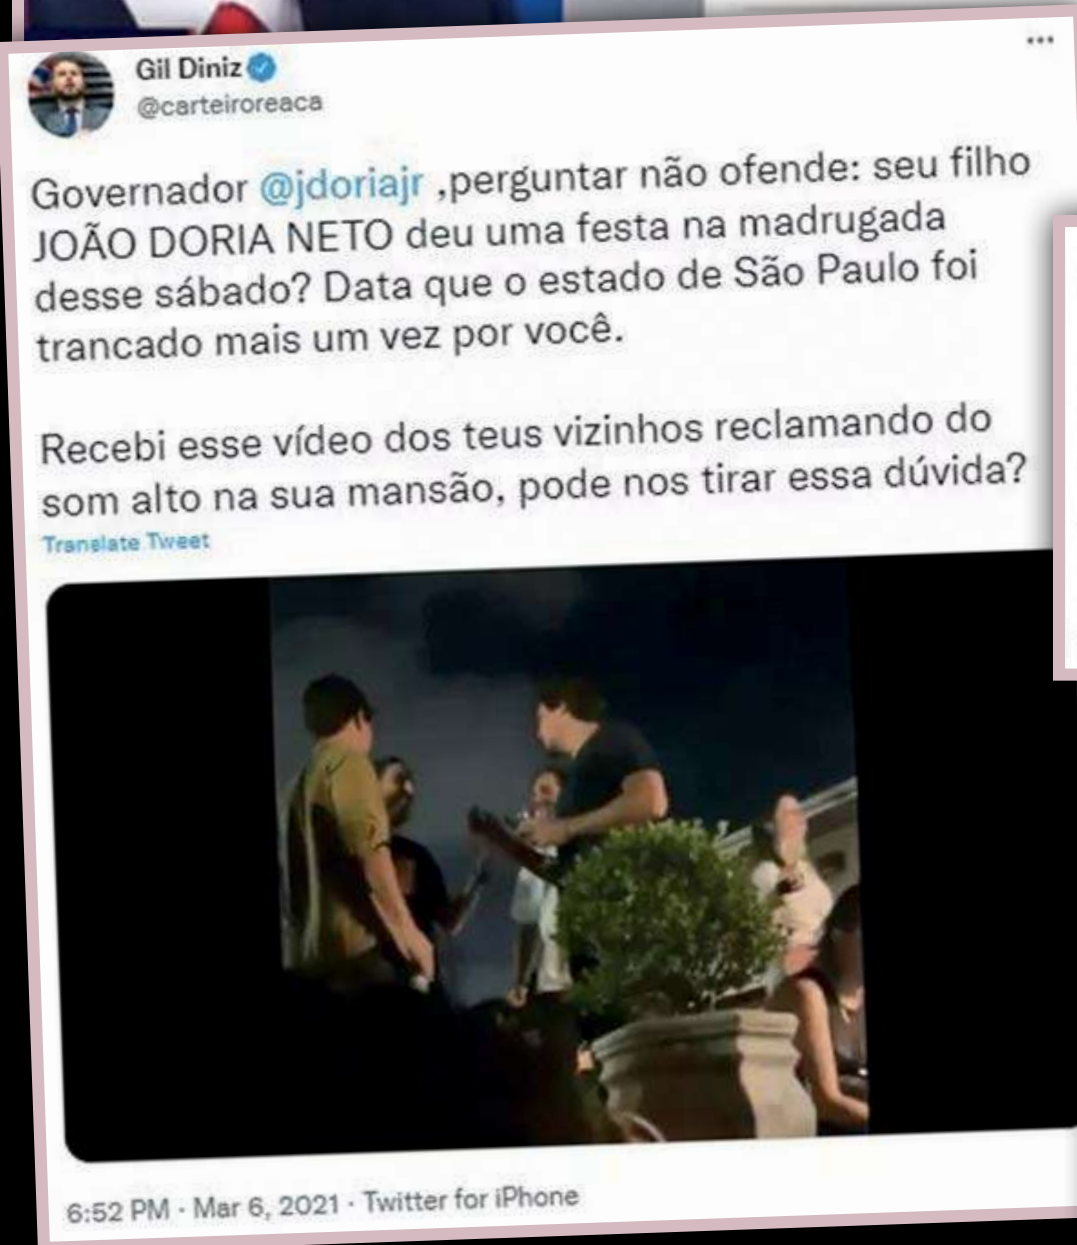 Gil Diniz
@carteiroreaca
Governador @jdoriajr ,perguntar não ofende: seu filho
JOÃO DORIA NETO deu uma festa na madrugada
desse sábado? Data que o estado de São Paulo foi
trancado mais um vez por você.
Recebi esse vídeo dos teus vizinhos reclamando do
som alto na sua mansão, pode nos tirar essa dúvida?
Translate Tweet
6:52 PM · Mar 6, 2021 · Twitter for iPhone